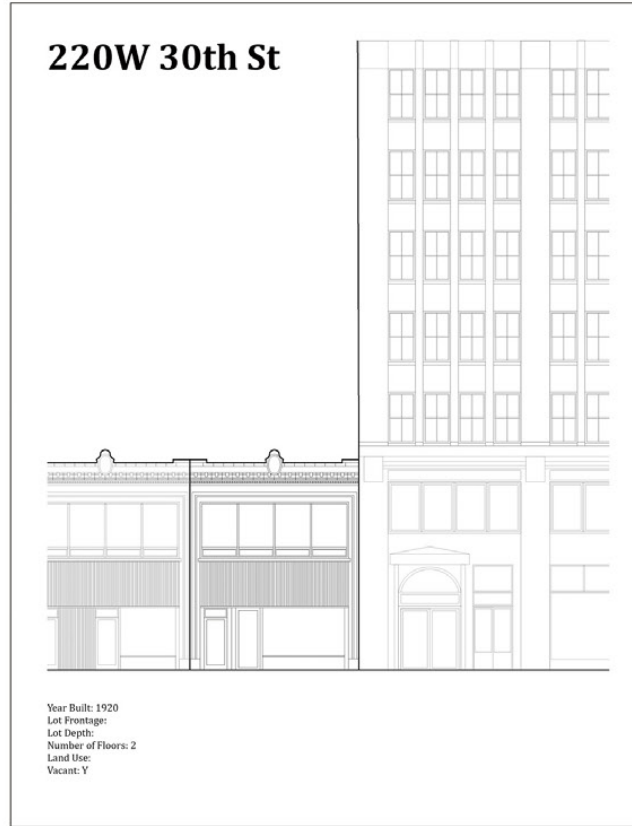 220W 30th St
Year Built: 1920
Lot Frontage:
Lot Depth:
Number of Floors: 2
Land Use:
Vacant: Y